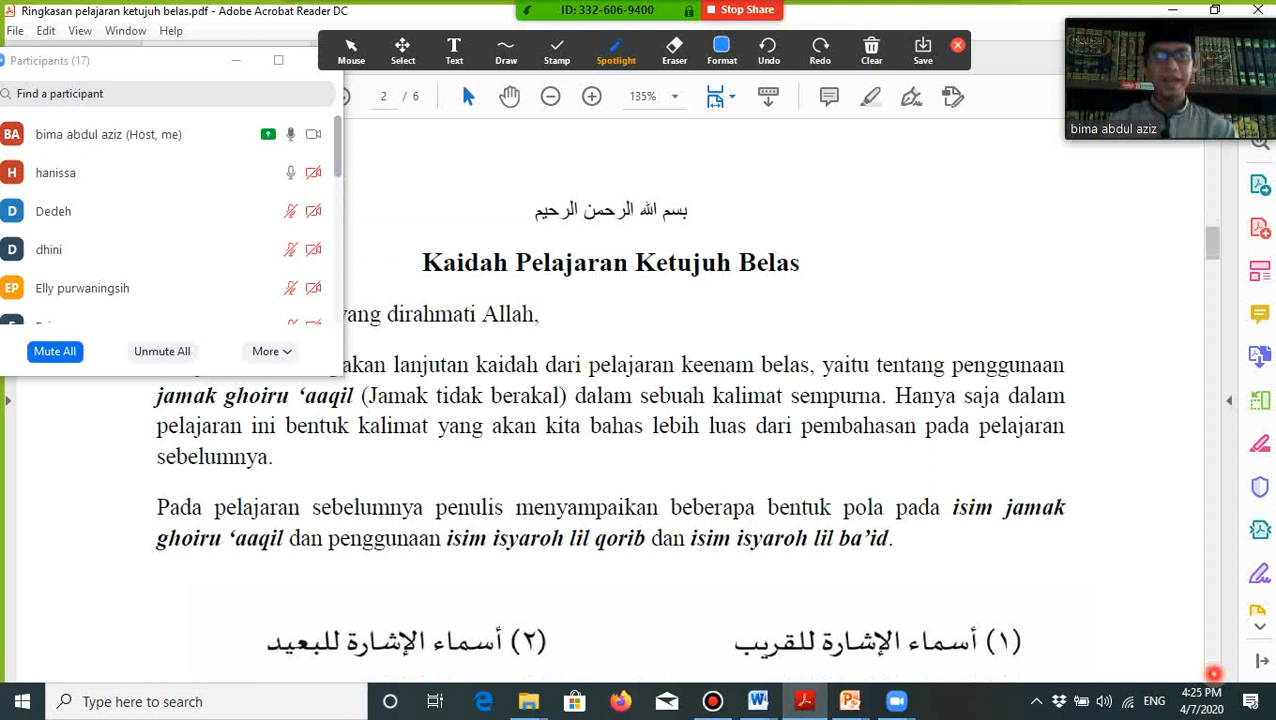 Ringkasan pelajaran ketujuh belas.pdf - Adobe Acrobat Reader DC
ID: 332-606-9400
Stop Share
File Edit View Window Help
Mouse Select Text Draw Stamp Spotlight Eraser Format Undo Redo Clear Save
Participants (17)
Find a participant
2 / 6
135%
BA bima abdul aziz (Host, me)
H hanissa
D Dedeh
D dhini
EP Elly purwaningsih
Mute All Unmute All More
bima abdul aziz
بسم الله الرحمن الرحيم
Kaidah Pelajaran Ketujuh Belas
yang dirahmati Allah,
akan lanjutan kaidah dari pelajaran keenam belas, yaitu tentang penggunaan
jamak ghoiru ‘aaqil (Jamak tidak berakal) dalam sebuah kalimat sempurna. Hanya saja dalam
pelajaran ini bentuk kalimat yang akan kita bahas lebih luas dari pembahasan pada pelajaran
sebelumnya.
Pada pelajaran sebelumnya penulis menyampaikan beberapa bentuk pola pada isim jamak
ghoiru ‘aaqil dan penggunaan isim isyaroh lil qorib dan isim isyaroh lil ba’id.
(١) أسماء الإشارة للقريب
(٢) أسماء الإشارة للبعيد
Type here to search
ENG
4:25 PM
4/7/2020